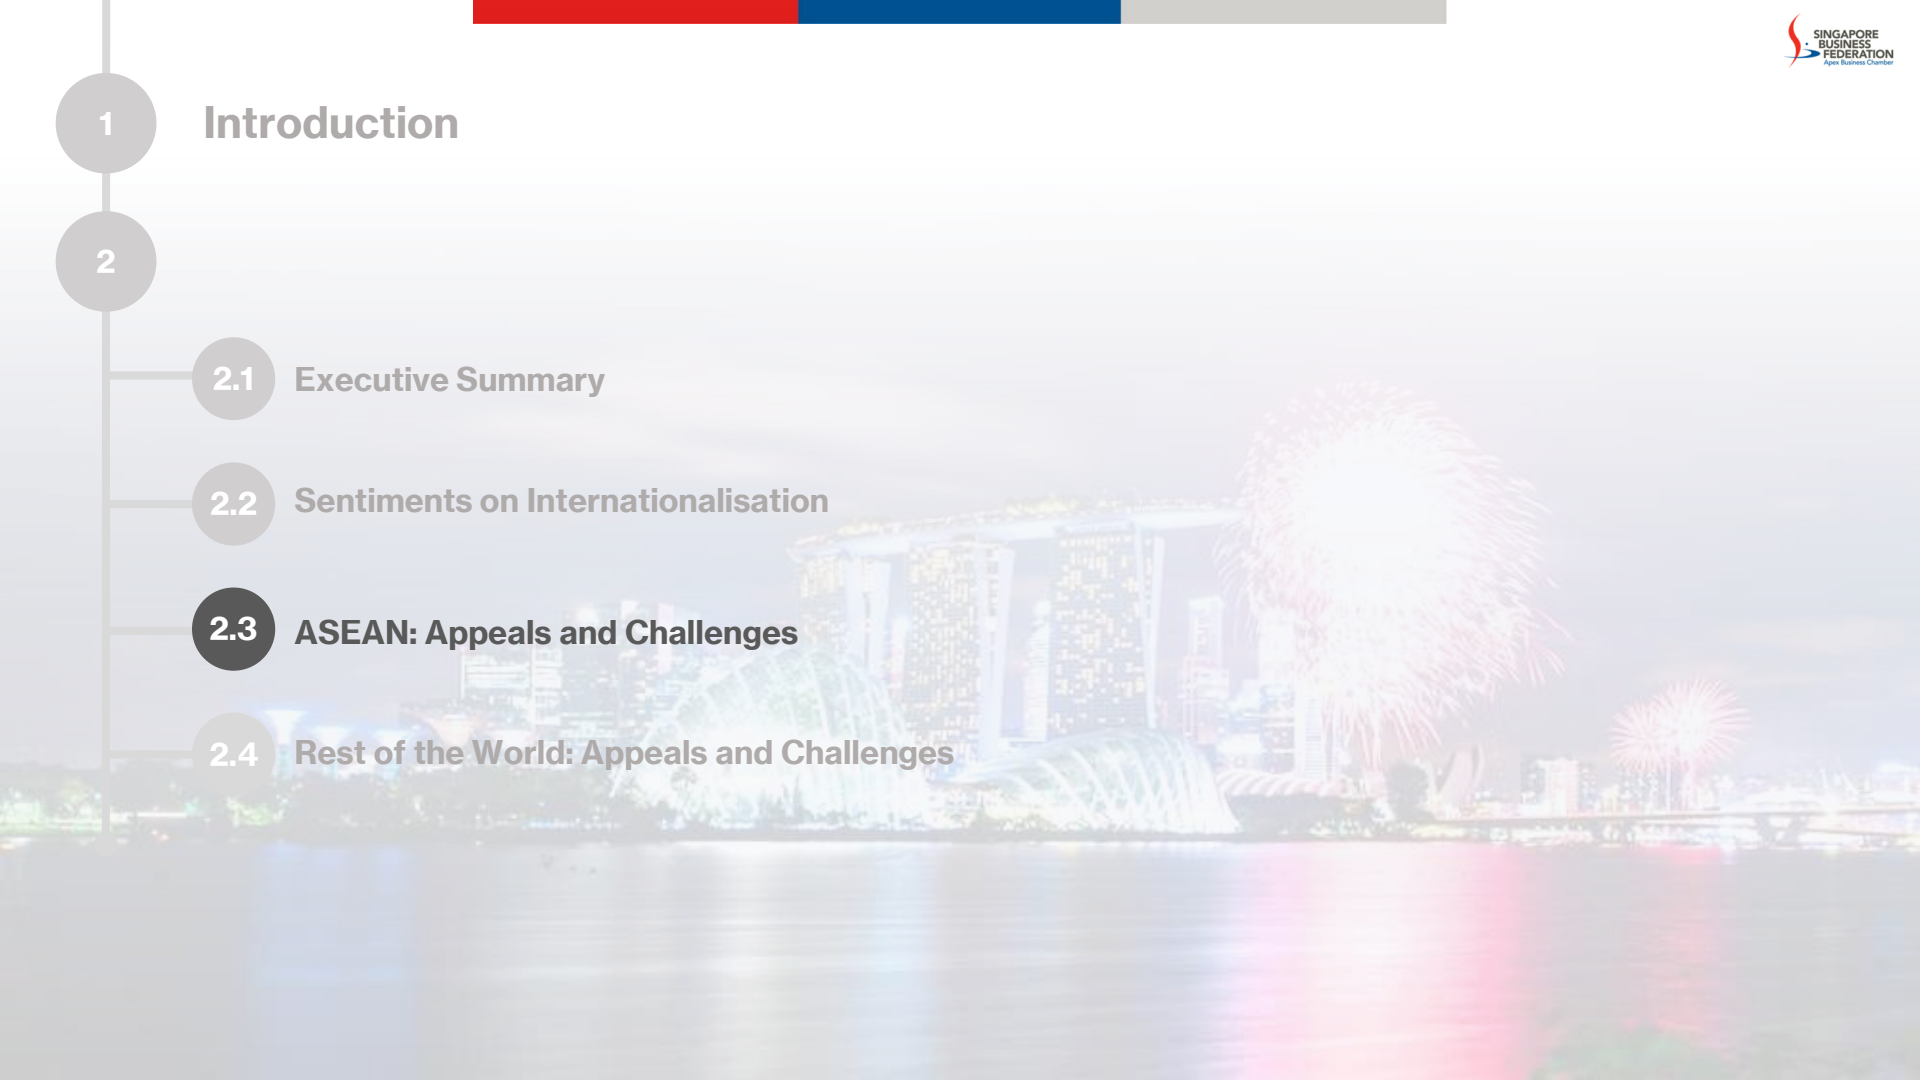 SINGAPORE
BUSINESS
FEDERATION
Apex Business Chamber
1
Introduction
2
2.1
Executive Summary
2.2
Sentiments on Internationalisation
2.3
ASEAN: Appeals and Challenges
2.4
Rest of the World: Appeals and Challenges